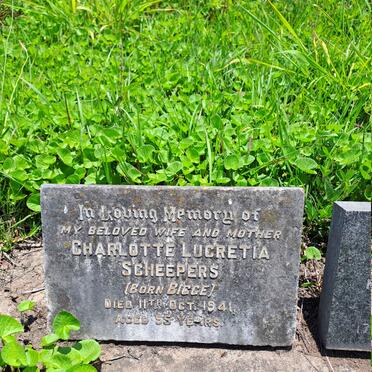 In Loving Memory of
MY BELOVED WIFE AND MOTHER
CHARLOTTE LUCRETIA
SCHEEPERS
(BORN BIGGE)
DIED 11TH OCT. 1941.
AGED YEARS.